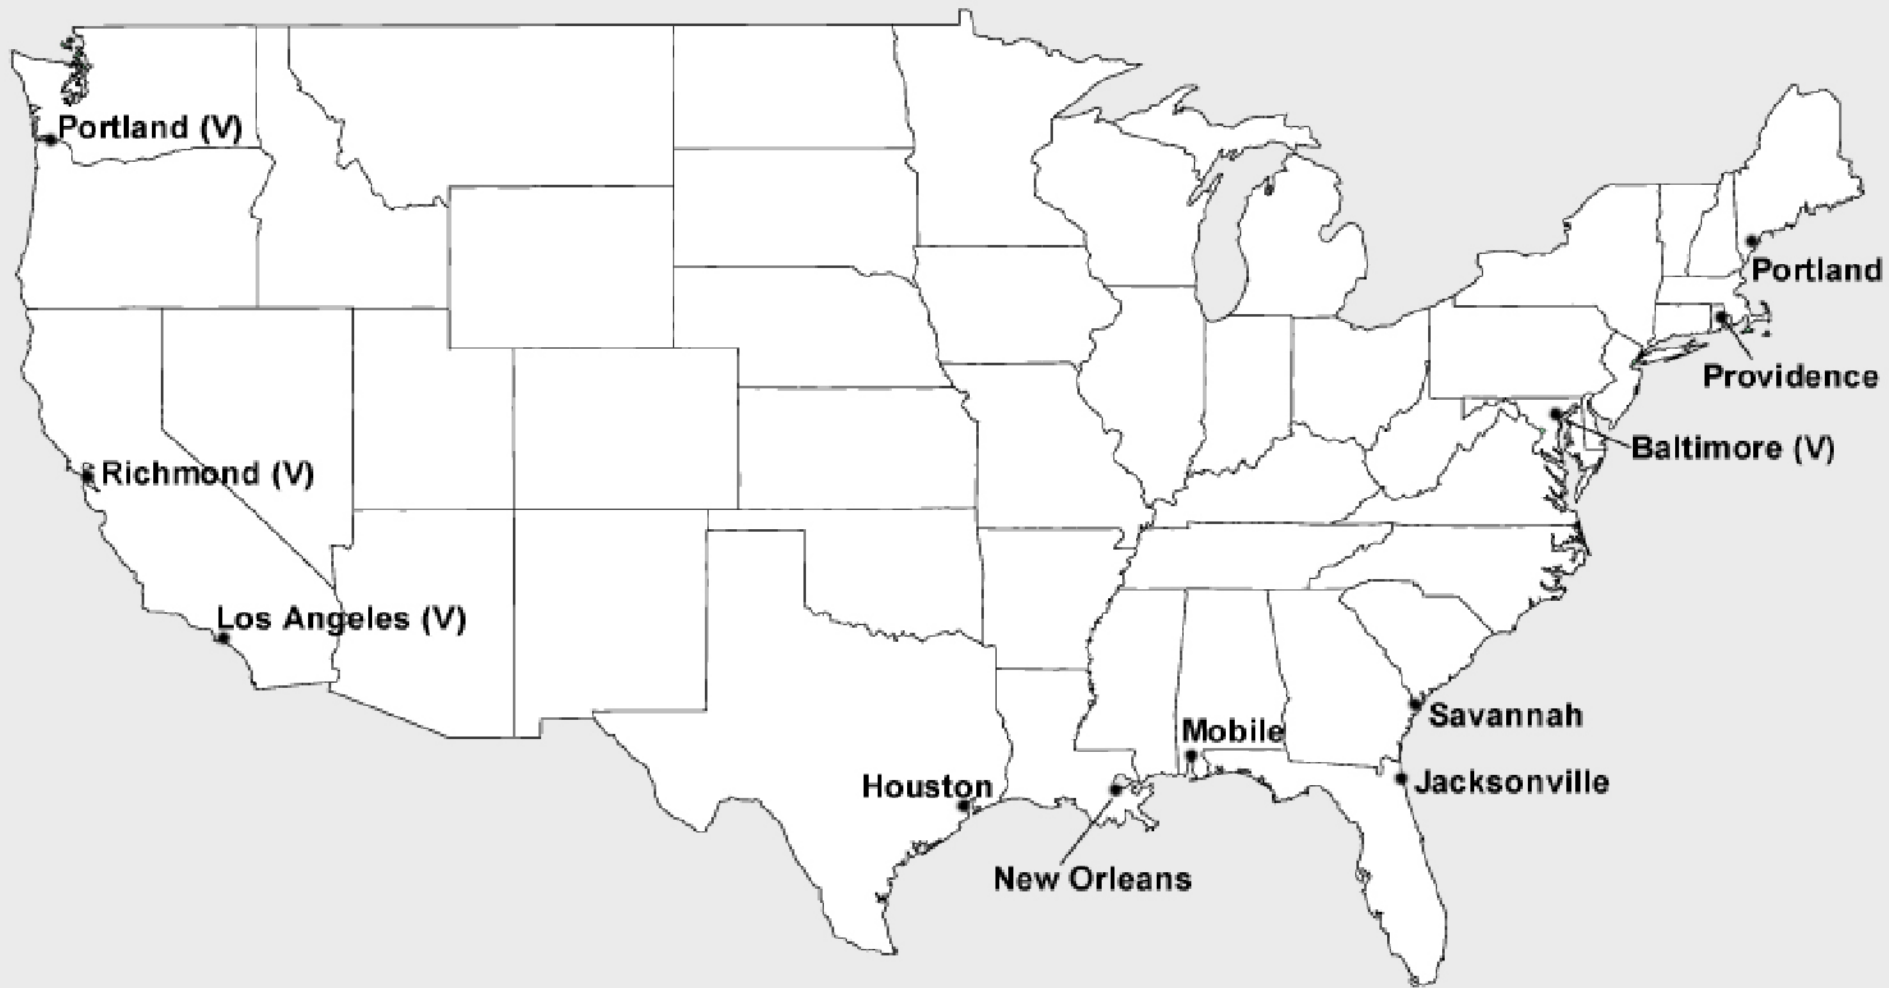 Portland (V)
Portland
Providence
Baltimore (V)
Richmond (V)
Los Angeles (V)
Savannah
Mobile
Jacksonville
Houston
New Orleans